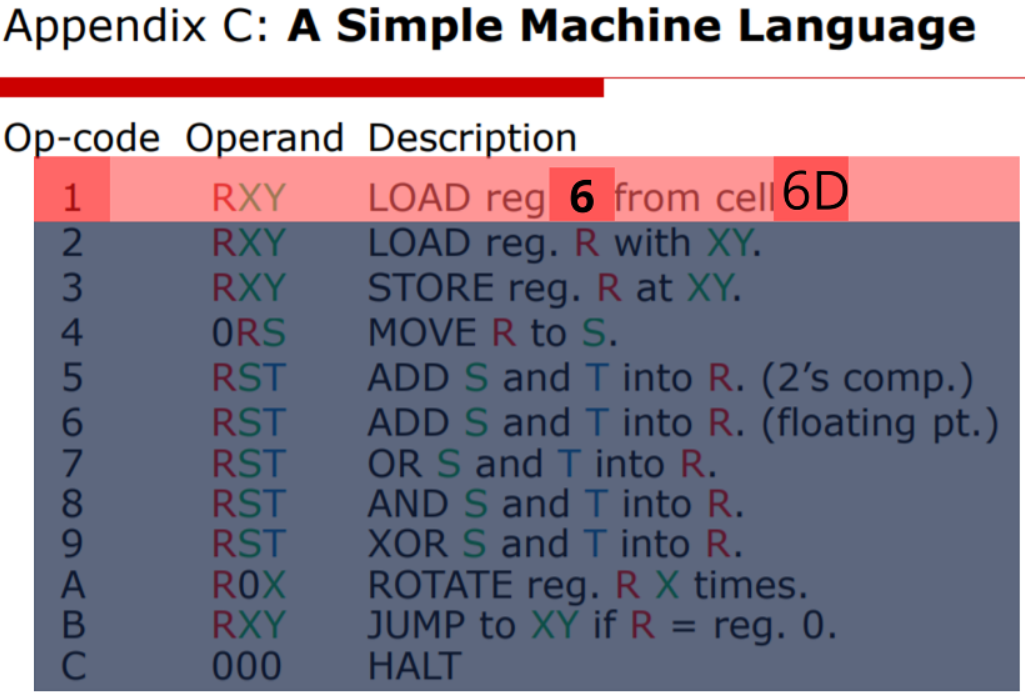 Appendix C: A Simple Machine Language
Op-code Operand Description
1 RXY LOAD reg 6 from cell 6D
2 RXY LOAD reg. R with XY.
3 RXY STORE reg. R at XY.
4 0RS MOVE R to S.
5 RST ADD S and T into R. (2’s comp.)
6 RST ADD S and T into R. (floating pt.)
7 RST OR S and T into R.
8 RST AND S and T into R.
9 RST XOR S and T into R.
A R0X ROTATE reg. R X times.
B RXY JUMP to XY if R = reg. 0.
C 000 HALT